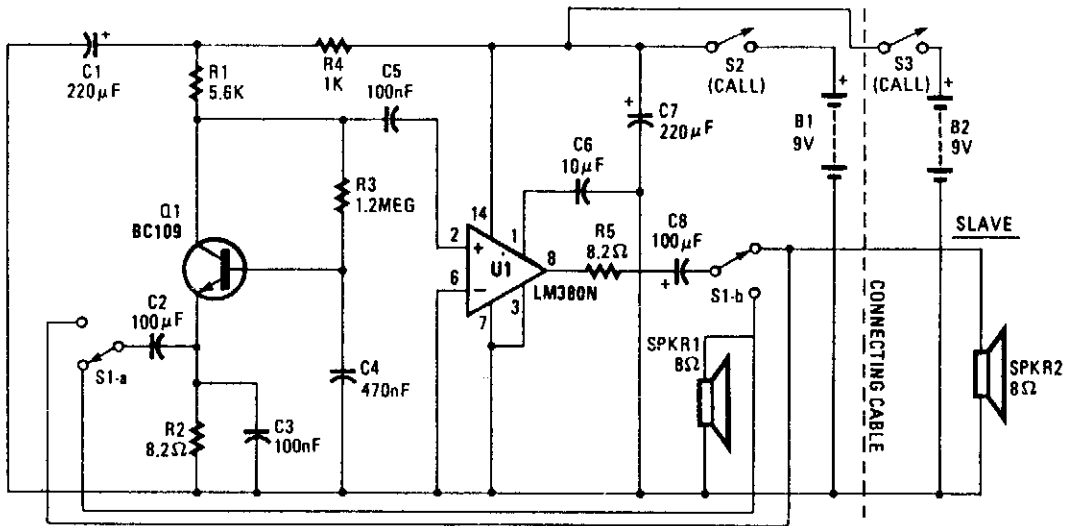 C1
220µF
R1
5.6K
R4
1K
C5
100nF
S2
(CALL)
S3
(CALL)
C7
220µF
B1
9V
B2
9V
C6
10µF
R3
1.2MEG
Q1
BC109
14
2
1
6
8
3
7
U1
LM380N
R5
8.2Ω
C8
100µF
SLAVE
S1-b
C2
100µF
S1-a
SPKR1
8Ω
CONNECTING CABLE
SPKR2
8Ω
C4
470nF
R2
8.2Ω
C3
100nF